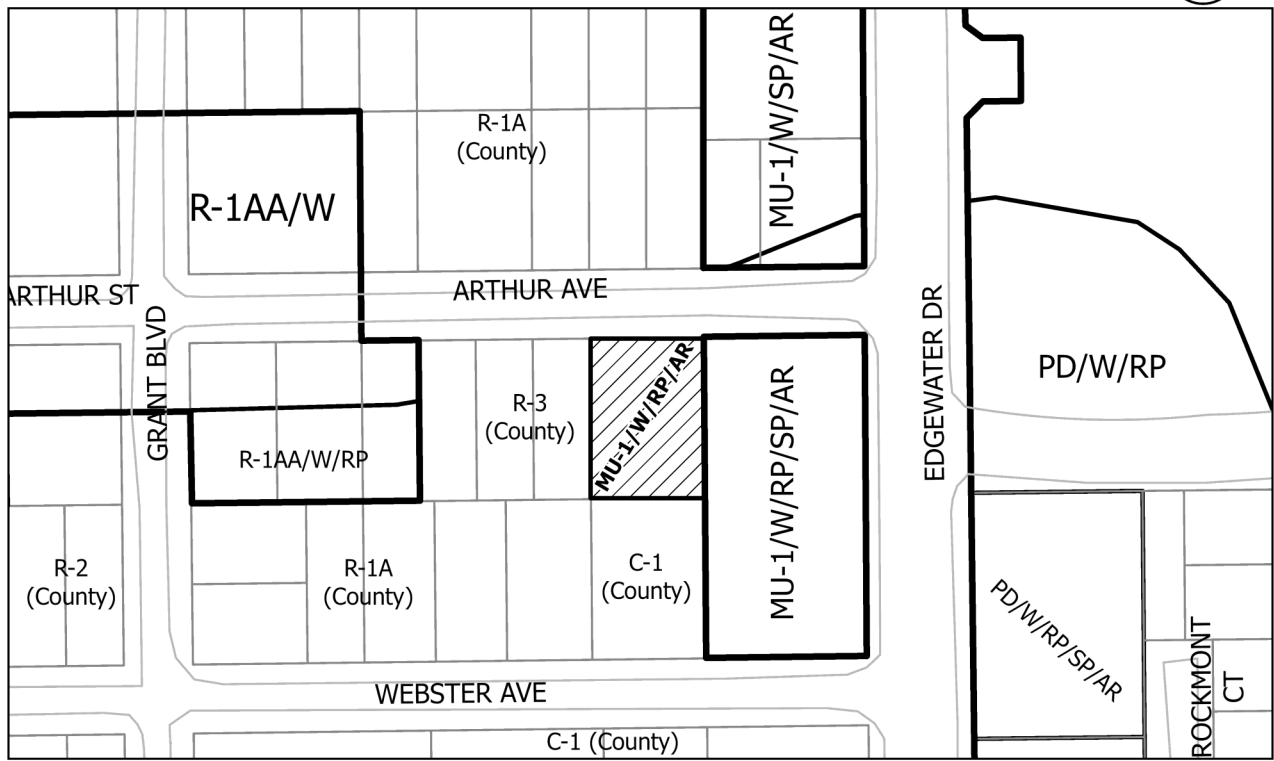 MU-1/W/SP/AR
R-1A
(County)
R-1AA/W
ARTHUR ST
ARTHUR AVE
GRANT BLVD
EDGEWATER DR
PD/W/RP
MU-1/W/RP/AR
MU-1/W/RP/SP/AR
R-3
(County)
R-1AA/W/RP
R-2
(County)
R-1A
(County)
C-1
(County)
PD/W/RP/SP/AR
ROCKMONT
CT
WEBSTER AVE
C-1 (County)